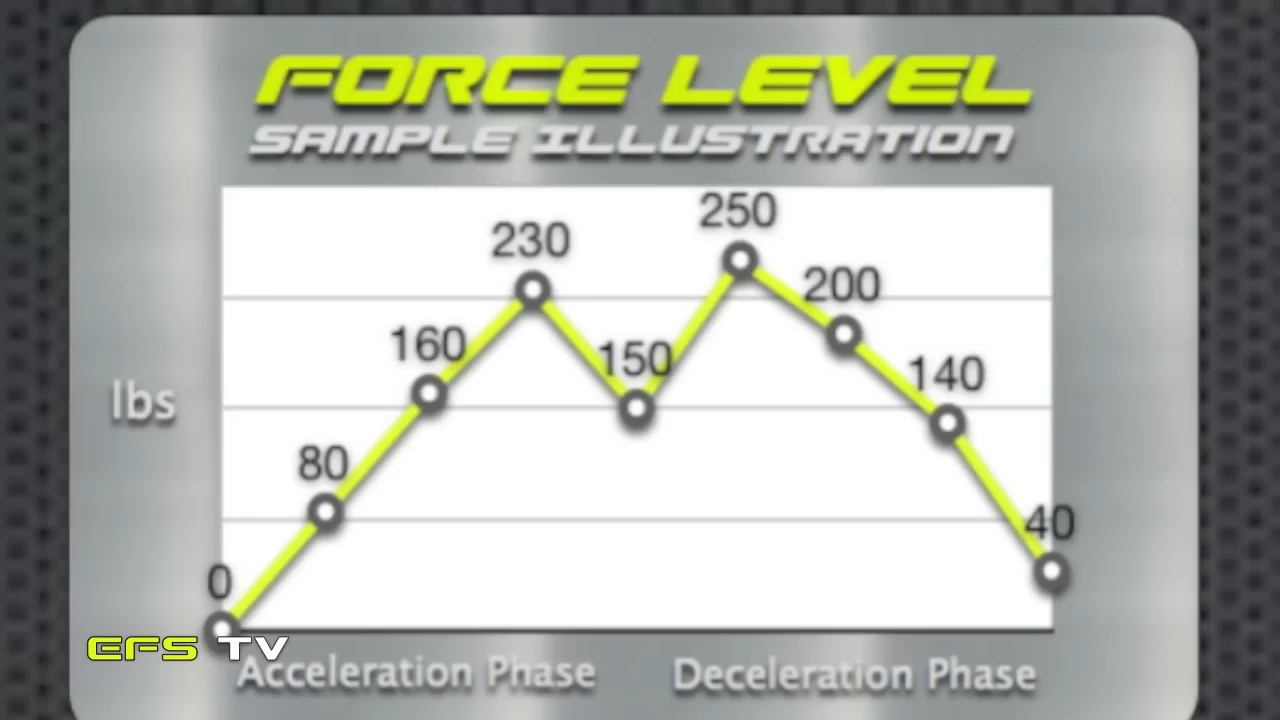 FORCE LEVEL
SAMPLE ILLUSTRATION
250
230
200
160
150
140
80
40
0
lbs
EFS TV
Acceleration Phase
Deceleration Phase